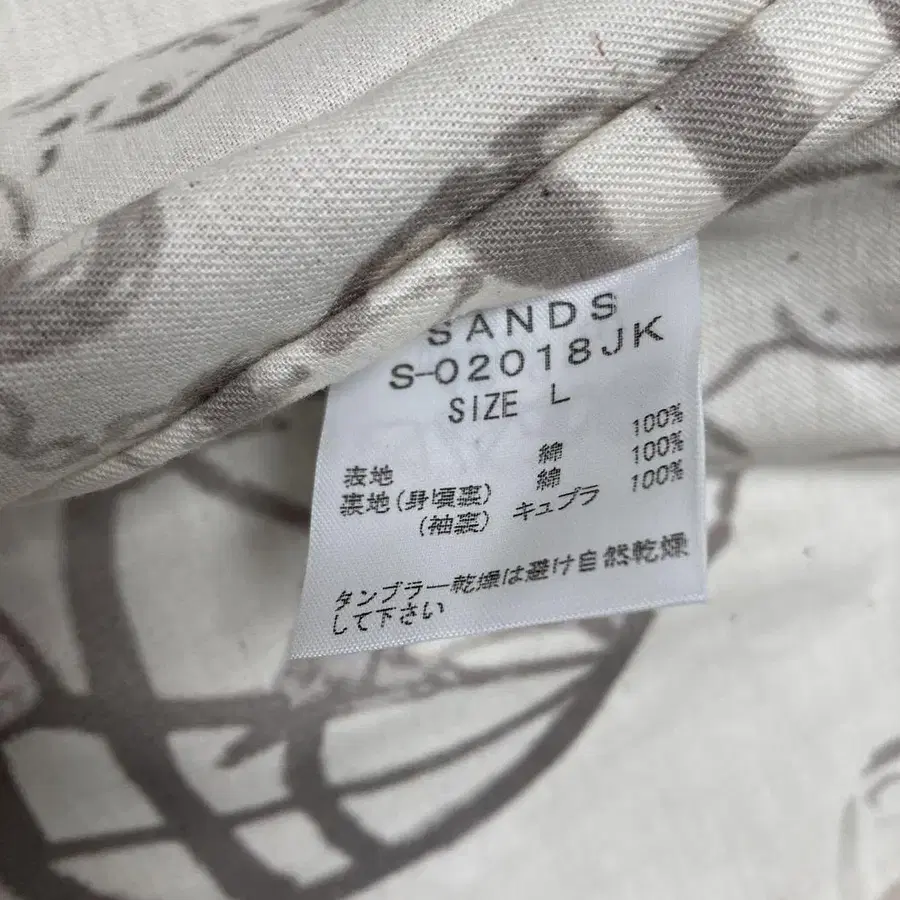 SANDS
S-02018JK
SIZE L
表地 綿 100%
裏地(身頃裏) 綿 100%
(袖裏) キュプラ 100%
タンブラー乾燥は避け自然乾燥
して下さい